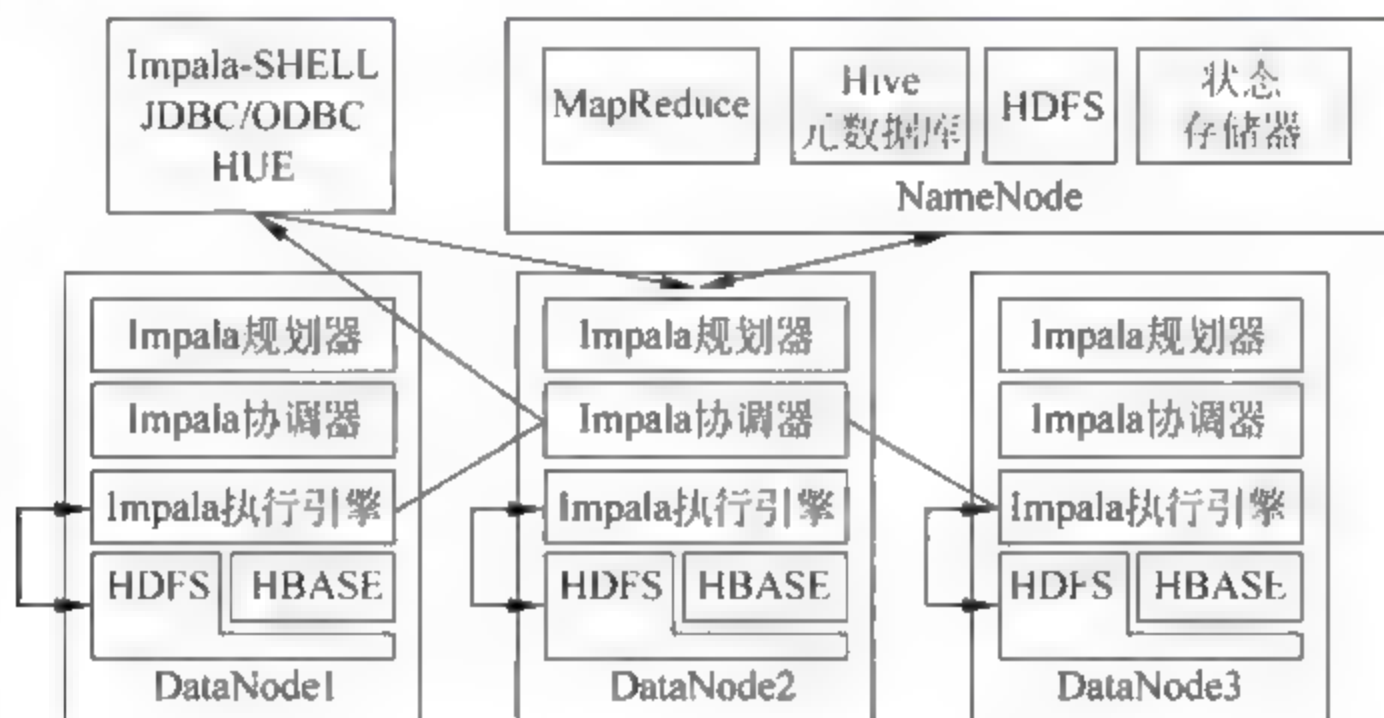 Impala-SHELL
JDBC/ODBC
HUE
MapReduce
Hive
元数据库
HDFS
状态
存储器
NameNode
Impala规划器
Impala协调器
Impala执行引擎
HDFS
HBASE
DataNode1
Impala规划器
Impala协调器
Impala执行引擎
HDFS
HBASE
DataNode2
Impala规划器
Impala协调器
Impala执行引擎
HDFS
HBASE
DataNode3